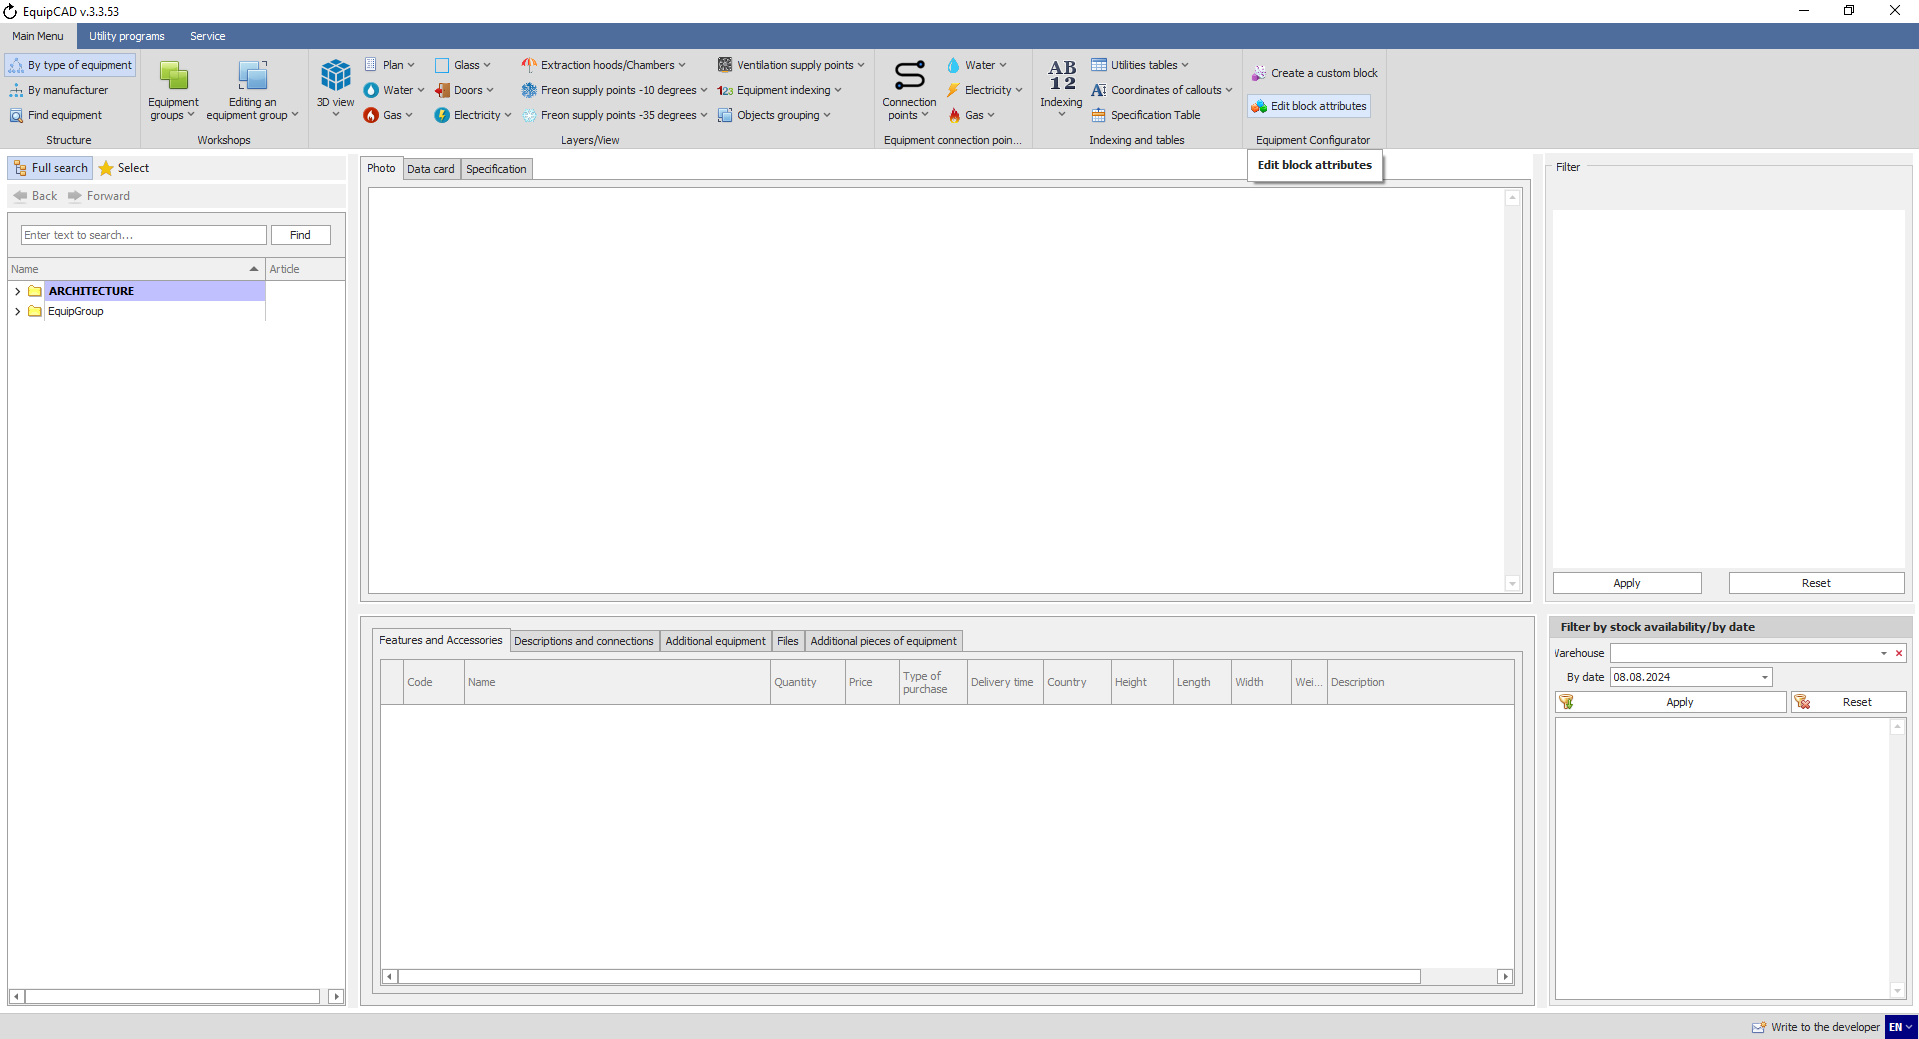 EquipCAD v.3.3.53
Main Menu
Utility programs
Service
By type of equipment
By manufacturer
Find equipment
Structure
Equipment
groups
Editing an
equipment group
Workshops
3D view
Plan
Water
Gas
Glass
Doors
Electricity
Extraction hoods/Chambers
Freon supply points -10 degrees
Freon supply points -35 degrees
Ventilation supply points
123 Equipment indexing
Objects grouping
Layers/View
Connection
points
Water
Electricity
Gas
Equipment connection poin...
AB
12
Indexing
Utilities tables
Coordinates of callouts
Specification Table
Indexing and tables
Create a custom block
Edit block attributes
Equipment Configurator
Edit block attributes
Full search
Select
Back
Forward
Enter text to search...
Find
Name
Article
ARCHITECTURE
EquipGroup
Photo
Data card
Specification
Filter
Apply
Reset
Features and Accessories
Descriptions and connections
Additional equipment
Files
Additional pieces of equipment
Code
Name
Quantity
Price
Type of
purchase
Delivery time
Country
Height
Length
Width
Wei...
Description
Filter by stock availability/by date
Warehouse
By date
08.08.2024
Apply
Reset
Write to the developer
EN